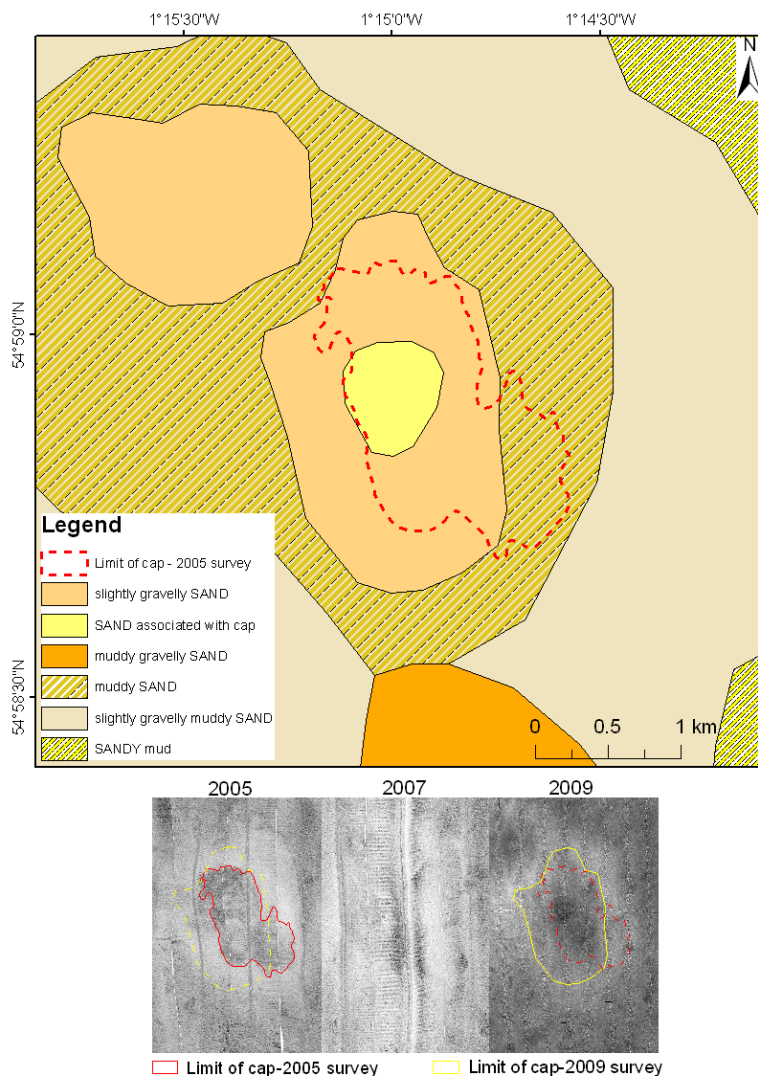 1°15'30"W 1°15'0"W 1°14'30"W
N
54°59'0"N
54°58'30"N
Legend
Limit of cap - 2005 survey
slightly gravelly SAND
SAND associated with cap
muddy gravelly SAND
muddy SAND
slightly gravelly muddy SAND
SANDY mud
0 0.5 1 km
2005 2007 2009
Limit of cap-2005 survey Limit of cap-2009 survey